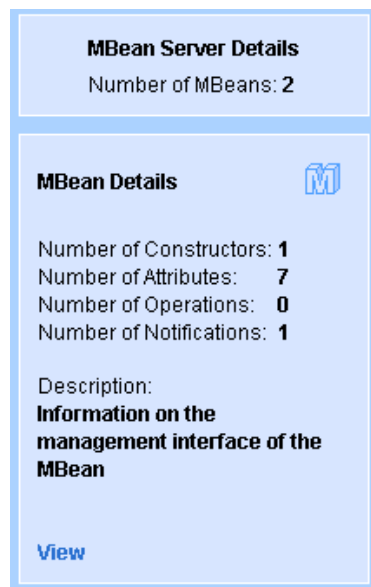 MBean Server Details
Number of MBeans: 2
MBean Details
M
Number of Constructors: 1
Number of Attributes: 7
Number of Operations: 0
Number of Notifications: 1
Description:
Information on the
management interface of the
MBean
View